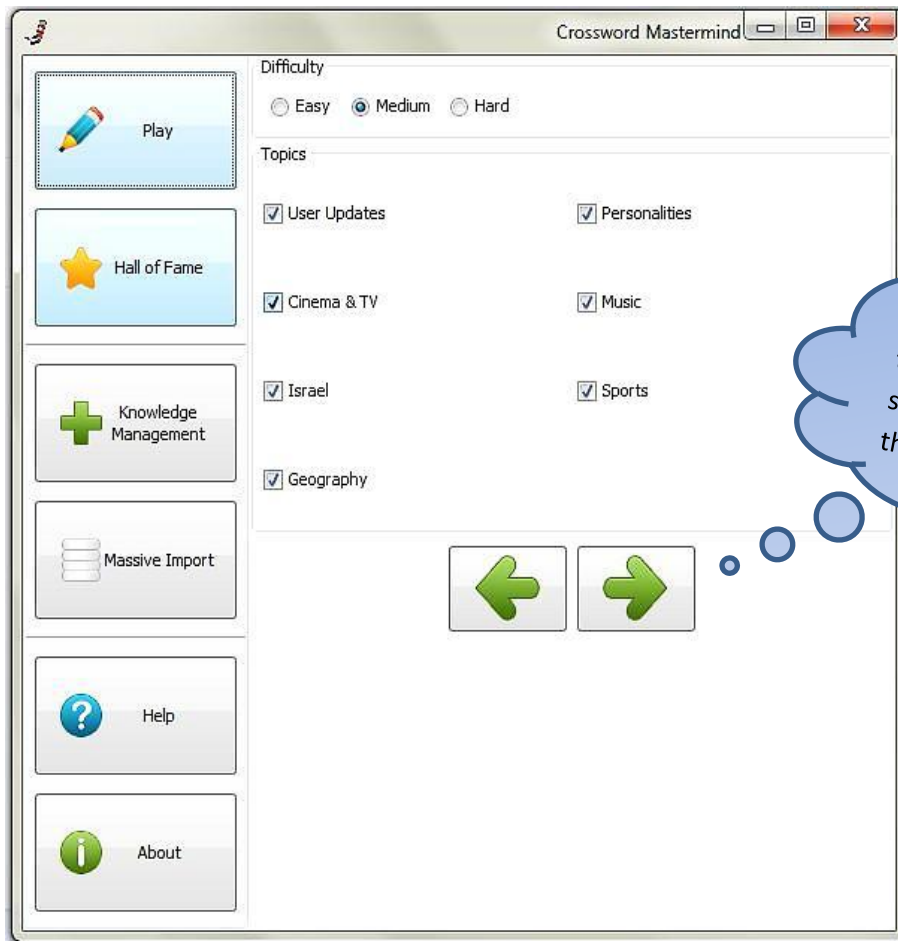 Crossword Mastermind
Play
Hall of Fame
Knowledge
Management
Massive Import
Help
About
Difficulty
Easy Medium Hard
Topics
User Updates Personalities
Cinema & TV Music
Israel Sports
Geography